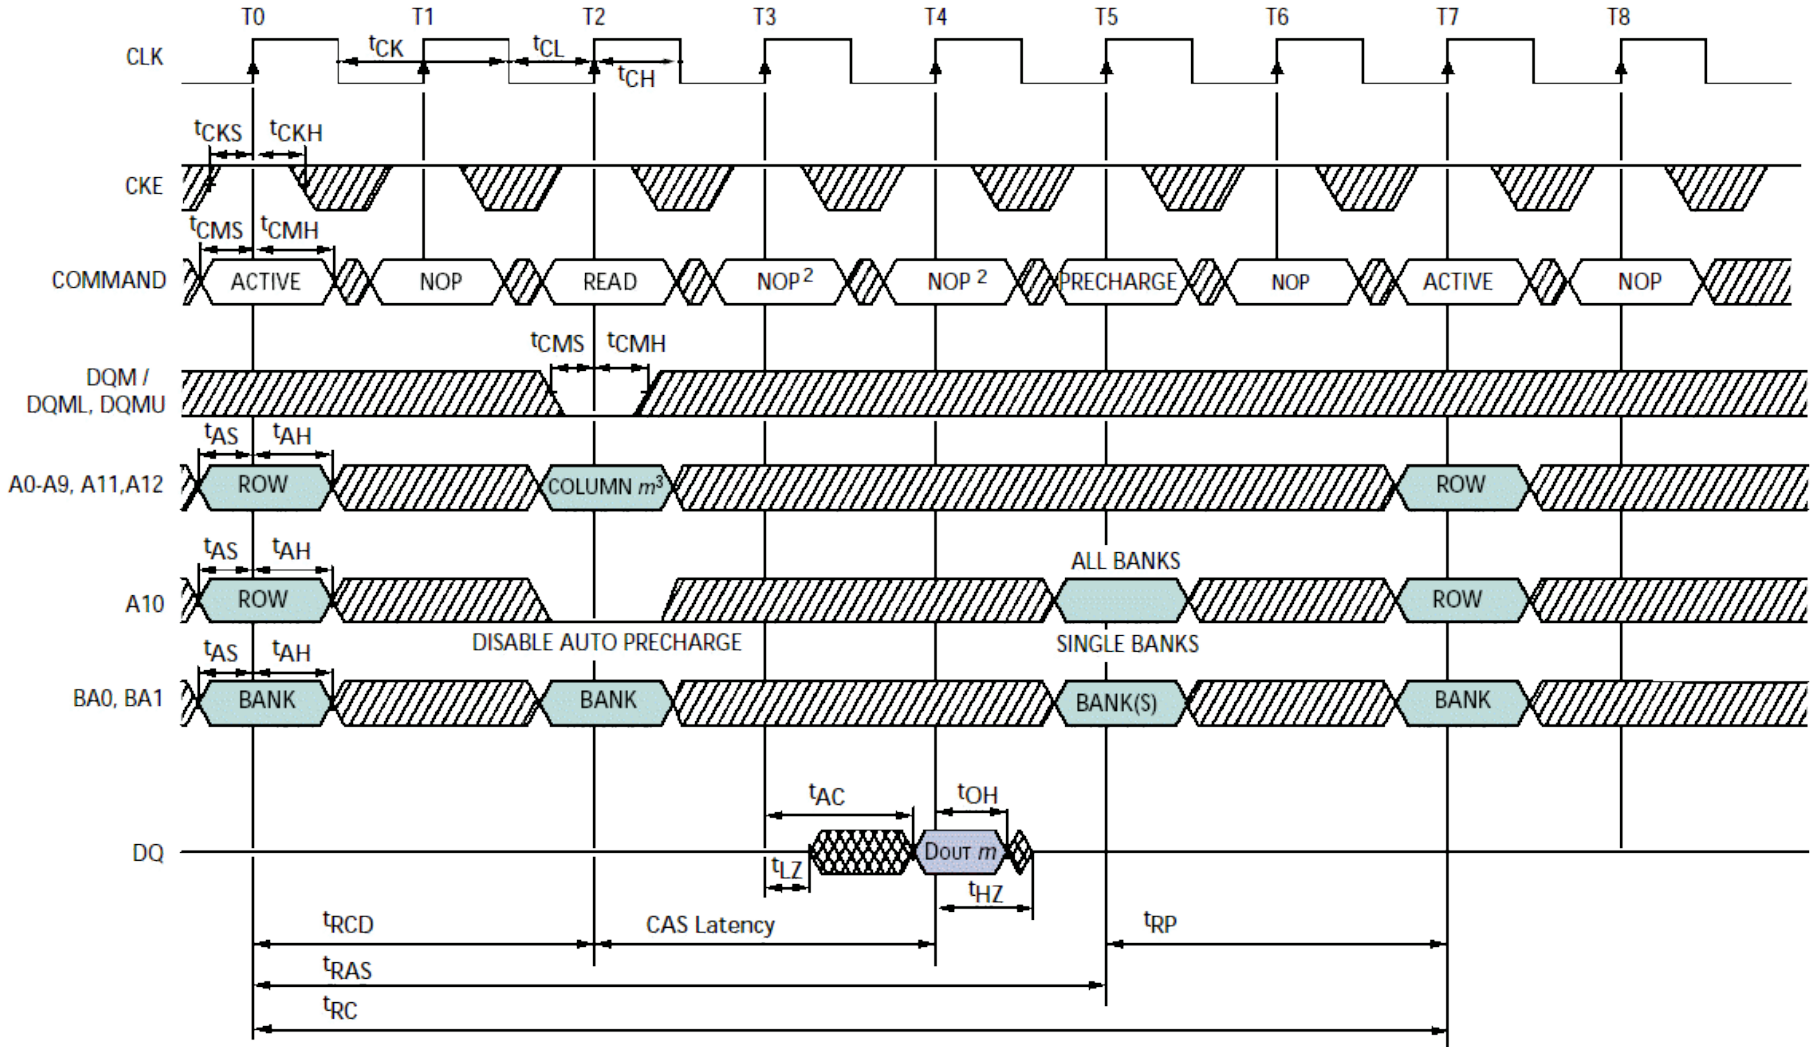 T0 T1 T2 T3 T4 T5 T6 T7 T8
CLK tCK tCL tCH
tCKS tCKH
CKE
tCMS tCMH
COMMAND ACTIVE NOP READ NOP2 NOP 2 PRECHARGE NOP ACTIVE NOP
tCMS tCMH
DQM /
DQML, DQMU
tAS tAH
A0-A9, A11,A12 ROW COLUMN m3 ROW
tAS tAH ALL BANKS
A10 ROW ROW
DISABLE AUTO PRECHARGE SINGLE BANKS
tAS tAH
BA0, BA1 BANK BANK BANK(S) BANK
tAC tOH
DQ DOUT m
tLZ tHZ
tRCD CAS Latency tRP
tRAS
tRC